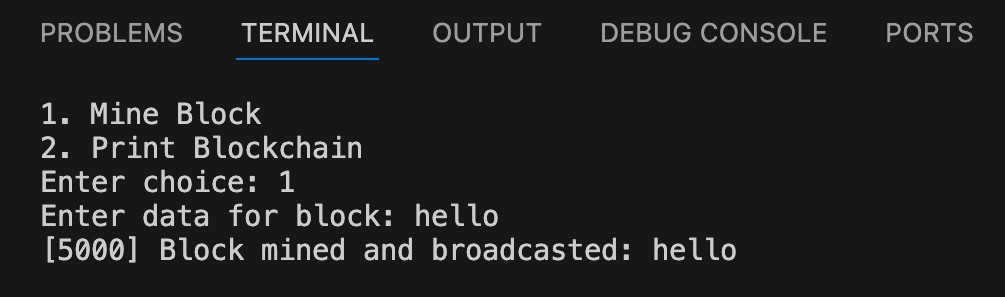 PROBLEMS TERMINAL OUTPUT DEBUG CONSOLE PORTS
1. Mine Block
2. Print Blockchain
Enter choice: 1
Enter data for block: hello
[5000] Block mined and broadcasted: hello